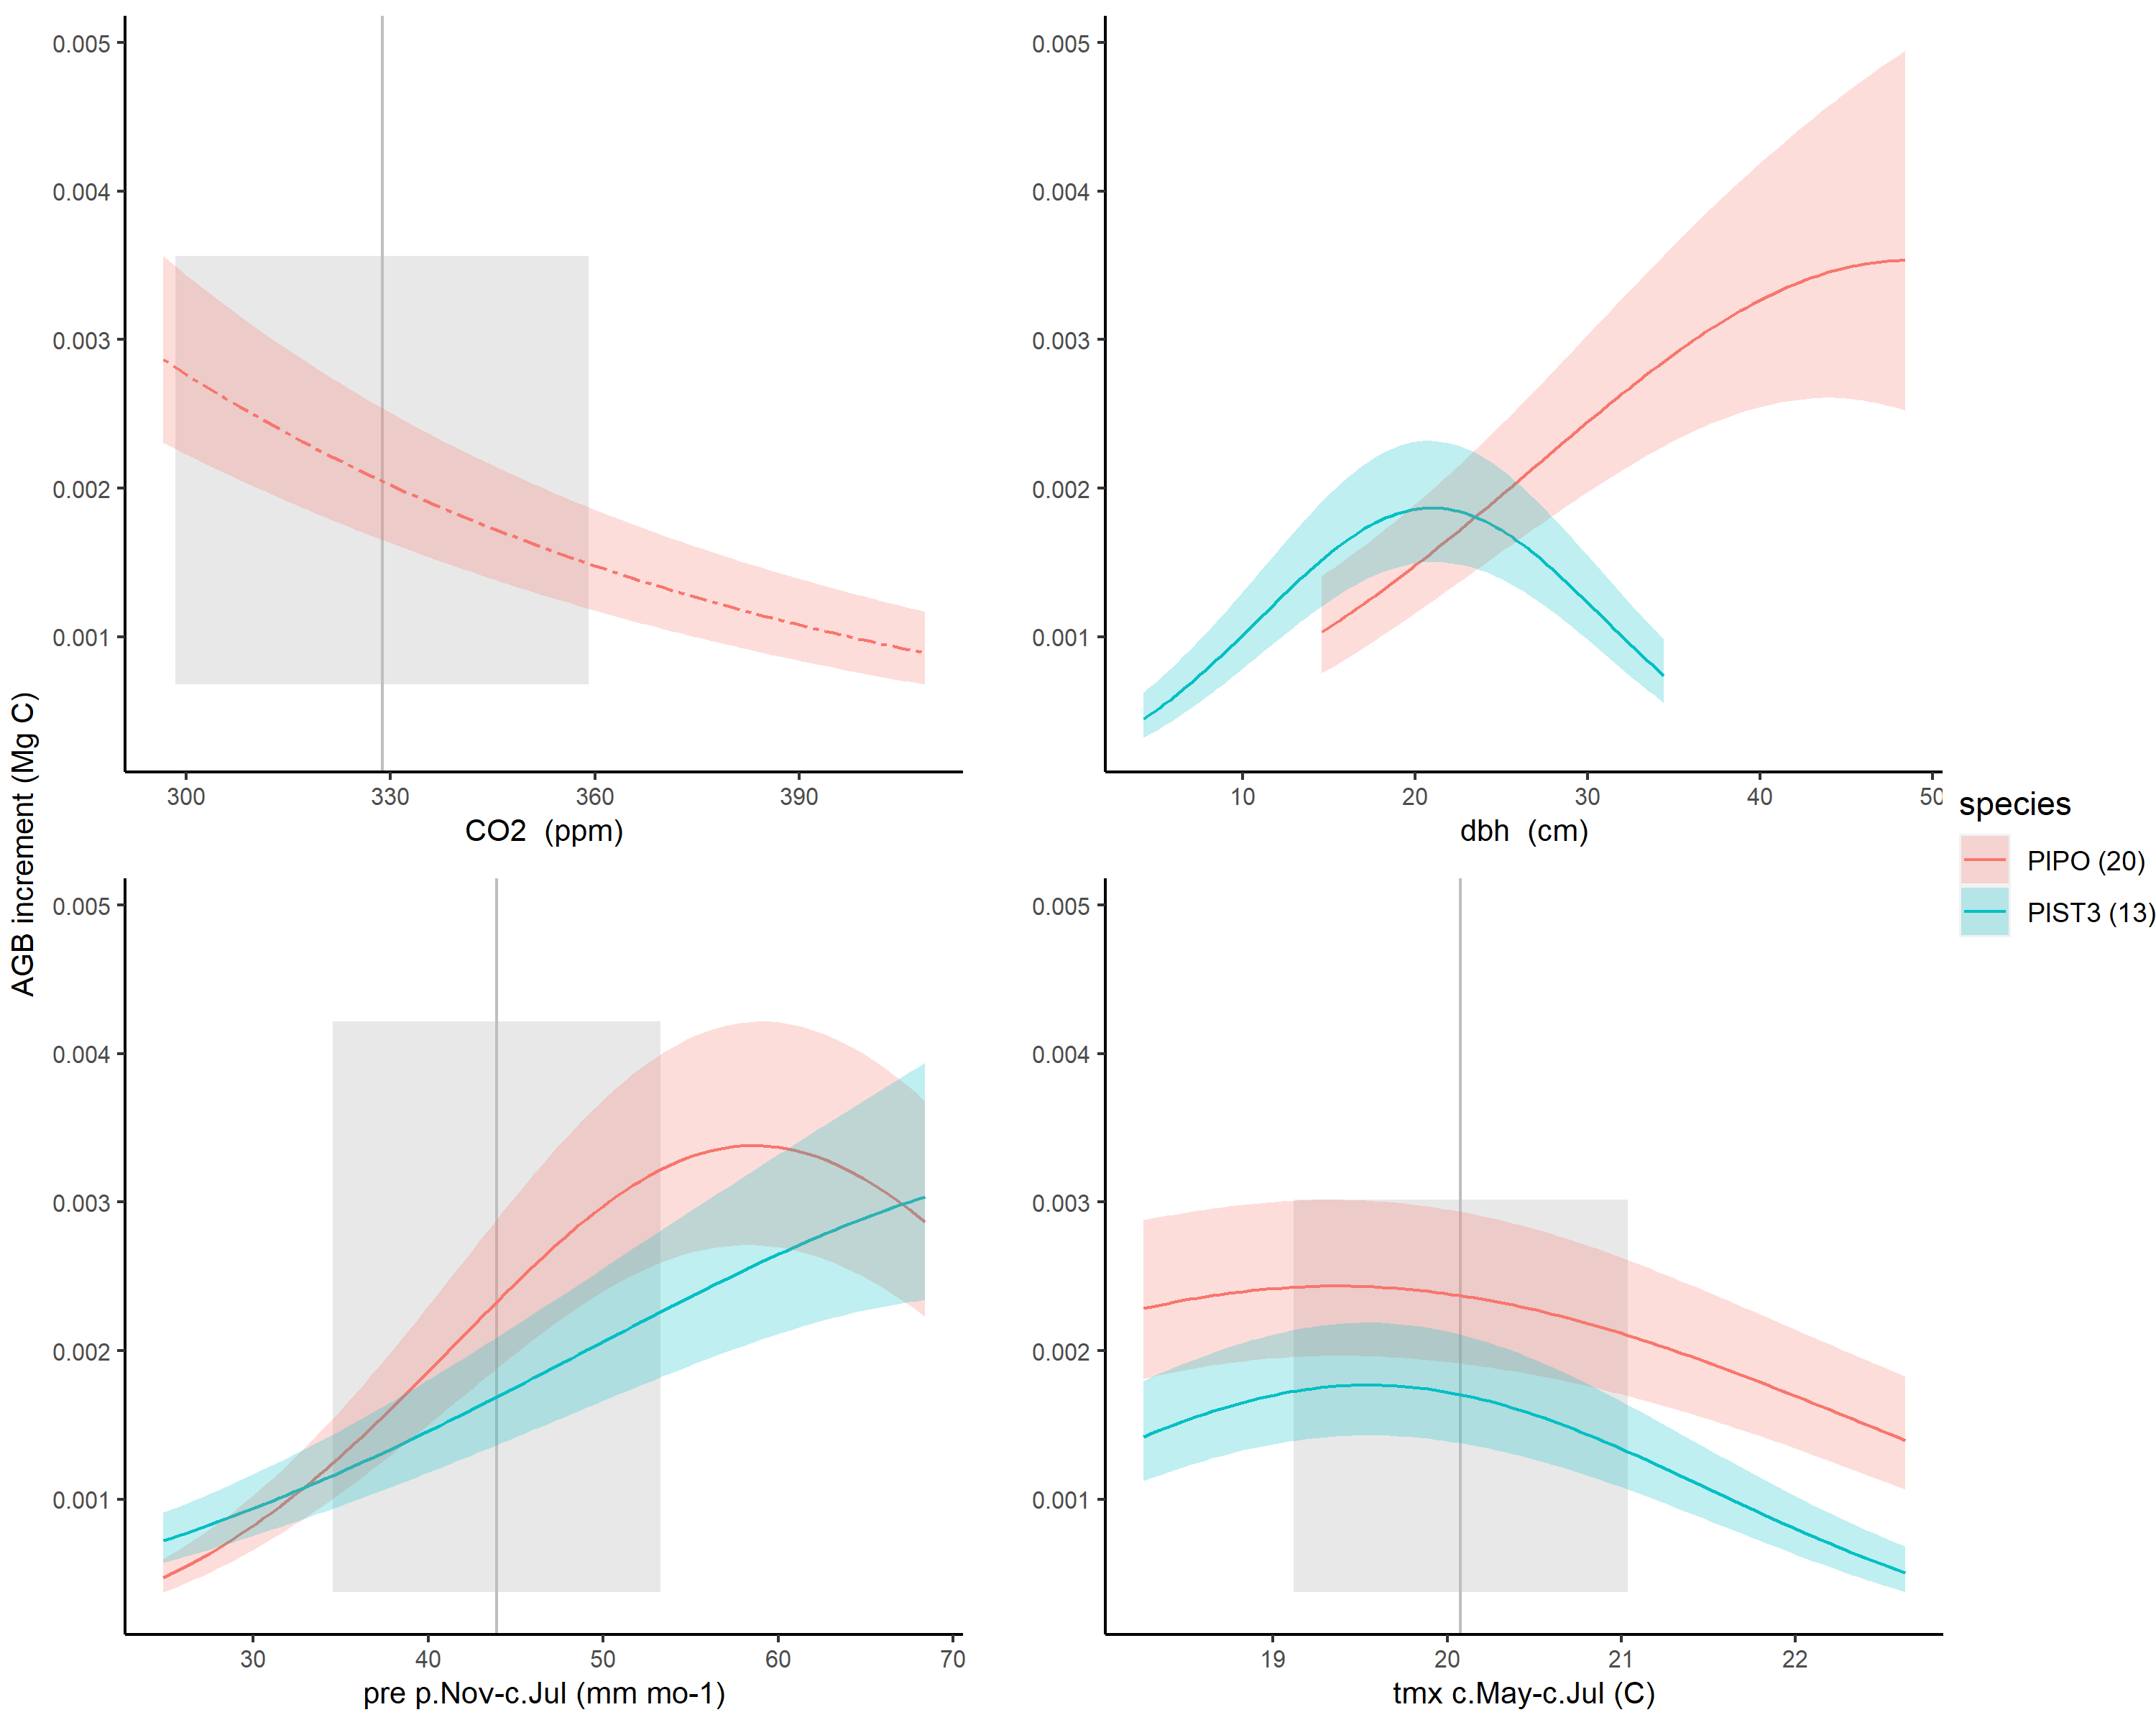 AGB increment (Mg C)
0.005
0.004
0.003
0.002
0.001
300 330 360 390
CO2 (ppm)
0.005
0.004
0.003
0.002
0.001
10 20 30 40 50
dbh (cm)
0.005
0.004
0.003
0.002
0.001
30 40 50 60 70
pre p.Nov-c.Jul (mm mo-1)
0.005
0.004
0.003
0.002
0.001
19 20 21 22
tmx c.May-c.Jul (C)
species
PIPO (20)
PIST3 (13)